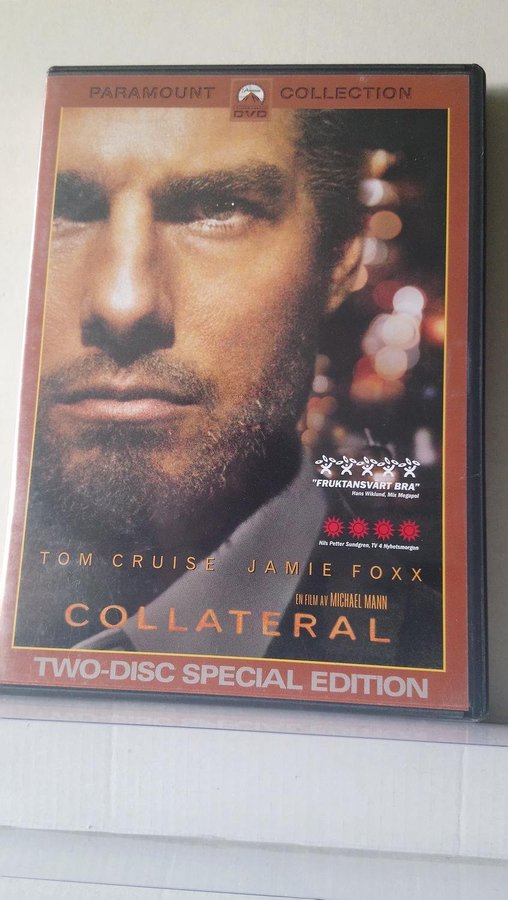 PARAMOUNT DVD COLLECTION
"FRUKTANSVÄRT BRA"
Hans Wiklund, Mix Megapol
Nils Petter Sundgren, TV 4 Nyhetsmorgon
TOM CRUISE JAMIE FOXX
EN FILM AV MICHAEL MANN
COLLATERAL
TWO-DISC SPECIAL EDITION